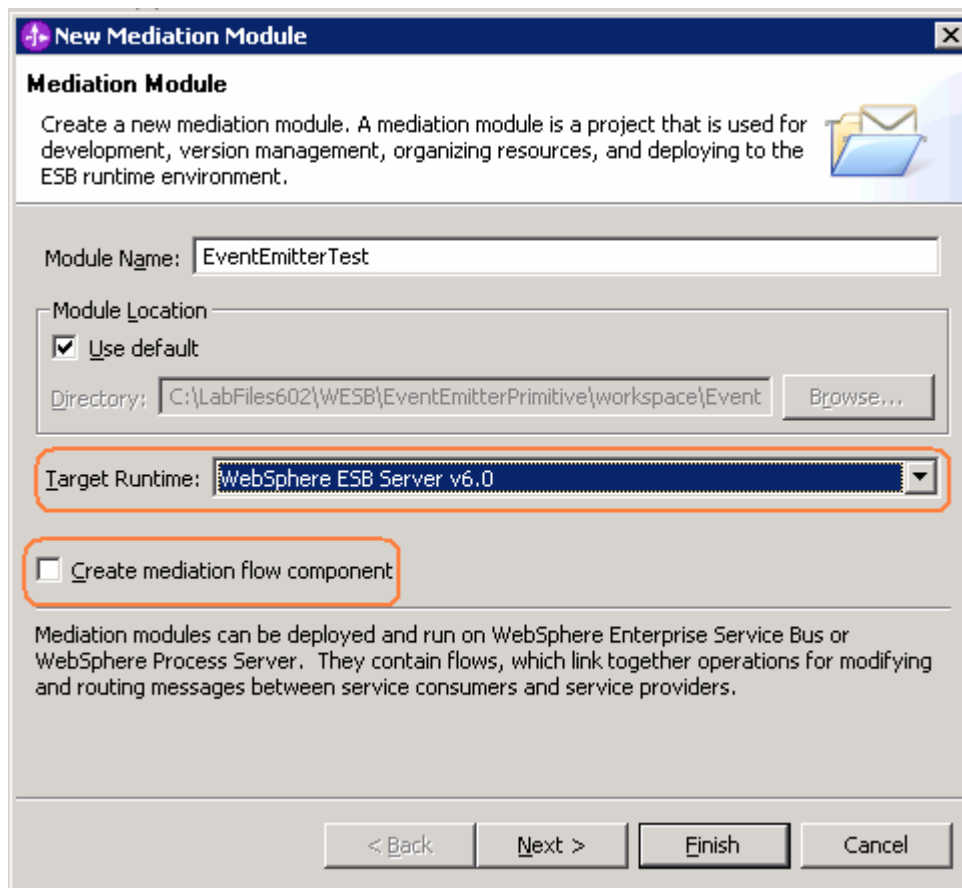 New Mediation Module
Mediation Module
Create a new mediation module. A mediation module is a project that is used for
development, version management, organizing resources, and deploying to the
ESB runtime environment.
Module Name: EventEmitterTest
Module Location
Use default
Directory: C:\LabFiles602\WESB\EventEmitterPrimitive\workspace\Event Browse...
Target Runtime: WebSphere ESB Server v6.0
Create mediation flow component
Mediation modules can be deployed and run on WebSphere Enterprise Service Bus or
WebSphere Process Server. They contain flows, which link together operations for modifying
and routing messages between service consumers and service providers.
< Back Next > Finish Cancel